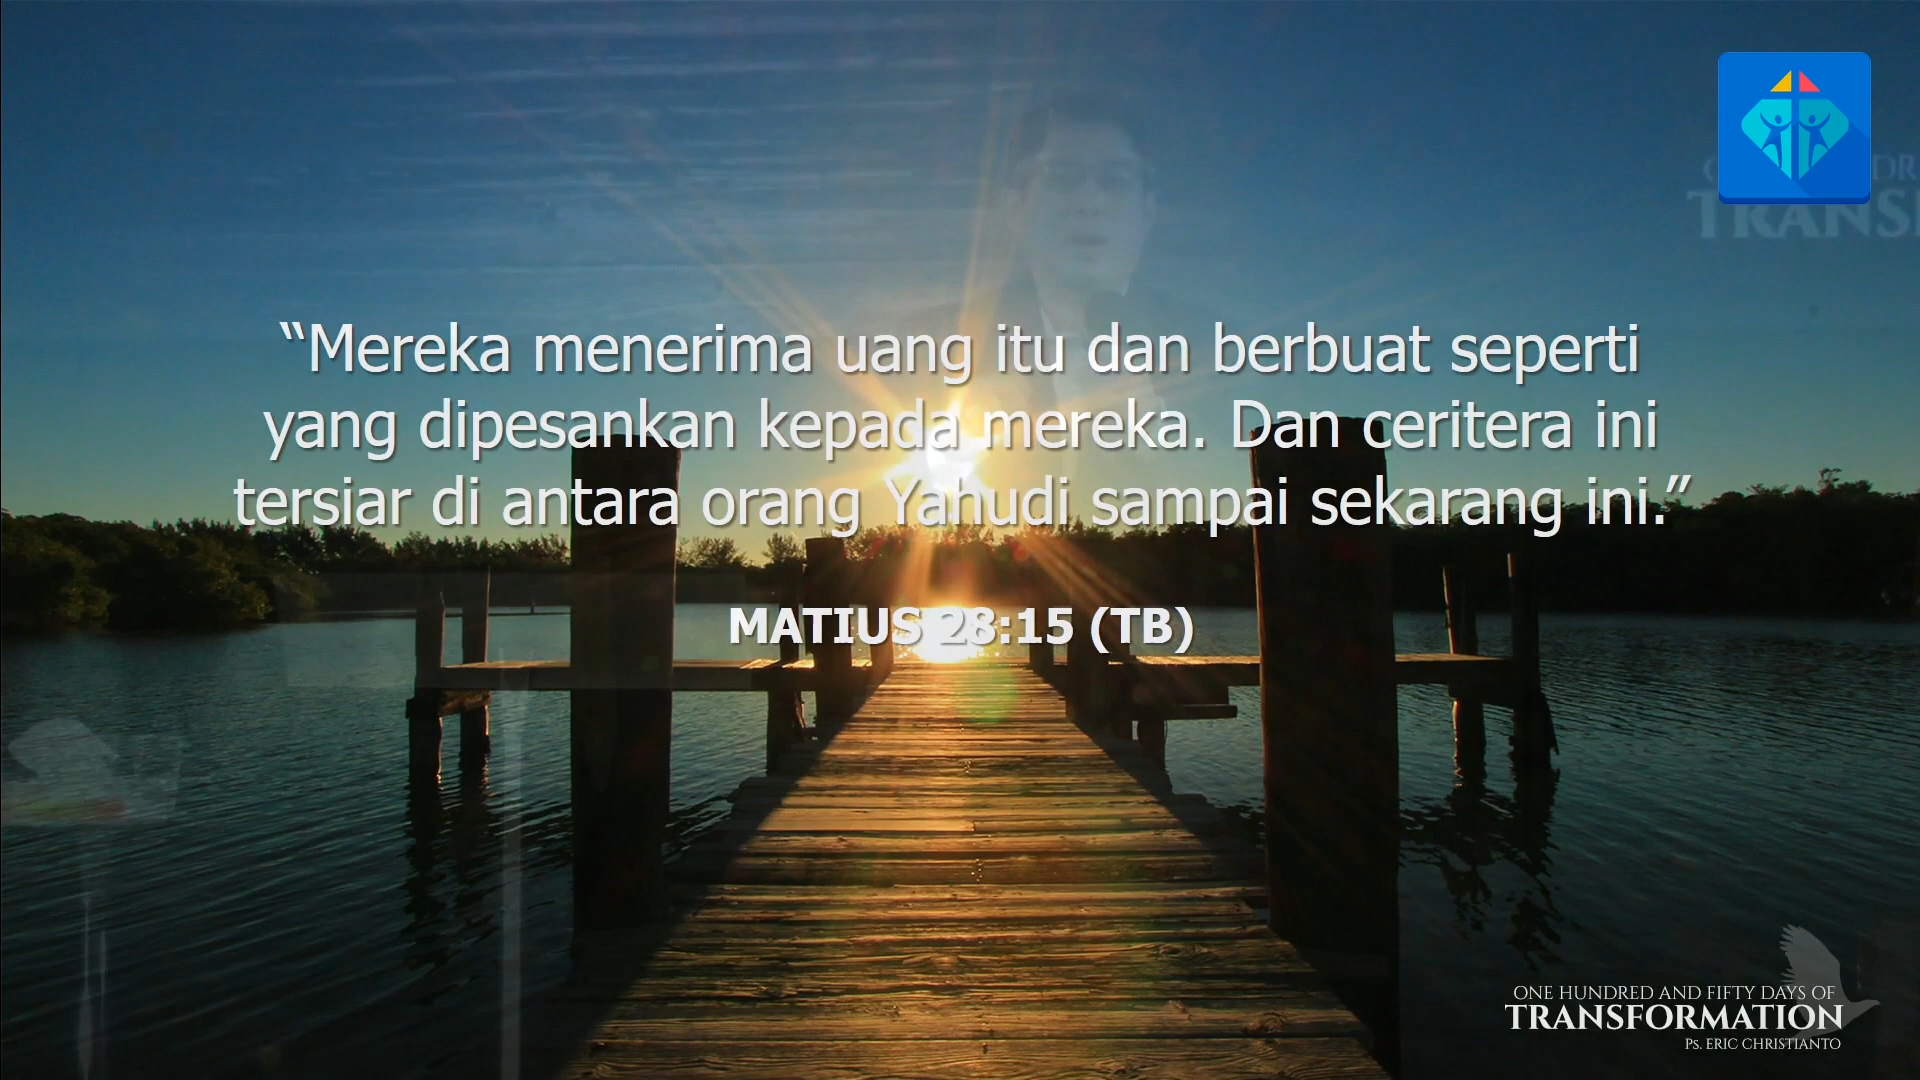 “Mereka menerima uang itu dan berbuat seperti
yang dipesankan kepada mereka. Dan ceritera ini
tersiar di antara orang Yahudi sampai sekarang ini.”
MATIUS 28:15 (TB)
ONE HUNDRED AND FIFTY DAYS OF
TRANSFORMATION
Ps. ERIC CHRISTIANTO